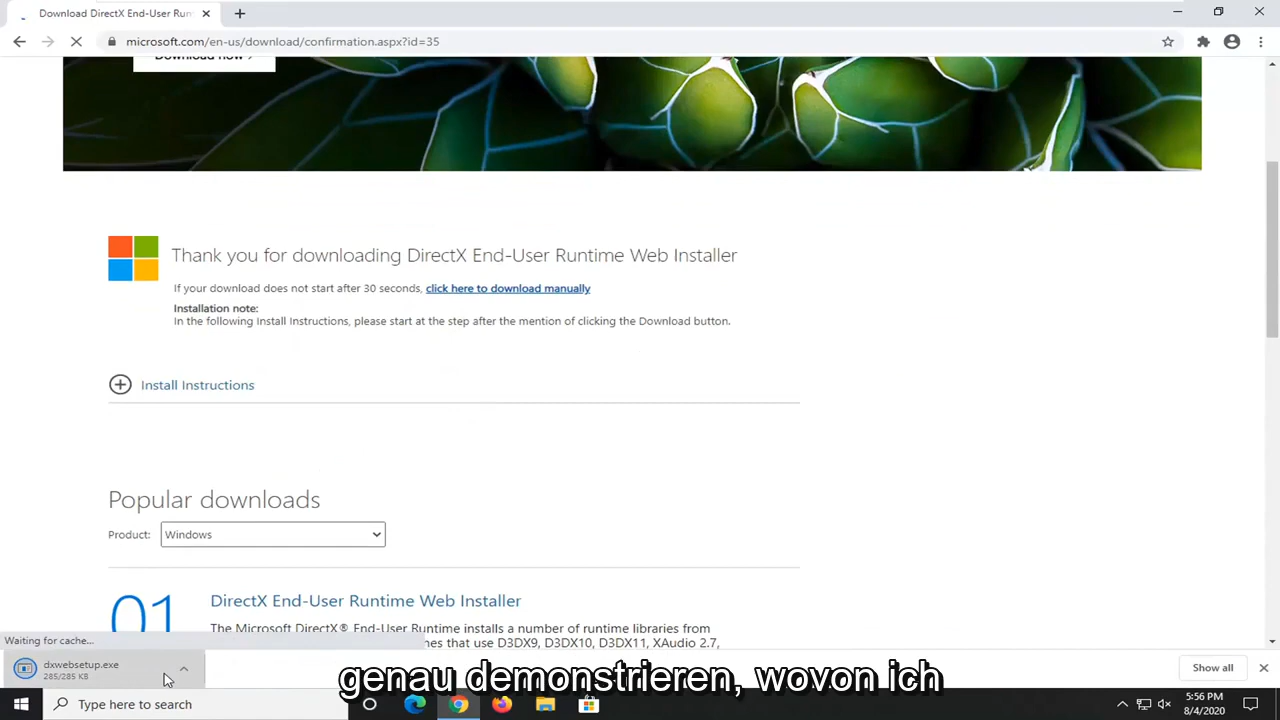 Download DirectX End-User Run
microsoft.com/en-us/download/confirmation.aspx?id=35
Download now
Thank you for downloading DirectX End-User Runtime Web Installer
If your download does not start after 30 seconds, click here to download manually
Installation note:
In the following Install Instructions, please start at the step after the mention of clicking the Download button.
Install Instructions
Popular downloads
Product: Windows
01 DirectX End-User Runtime Web Installer
The Microsoft DirectX® End-User Runtime installs a number of runtime libraries from
nes that use D3DX9, D3DX10, D3DX11, XAudio 2.7,
Waiting for cache...
dxwebsetup.exe
285/285 KB
Show all
genau demonstrieren, wovon ich
Type here to search
5:56 PM
8/4/2020